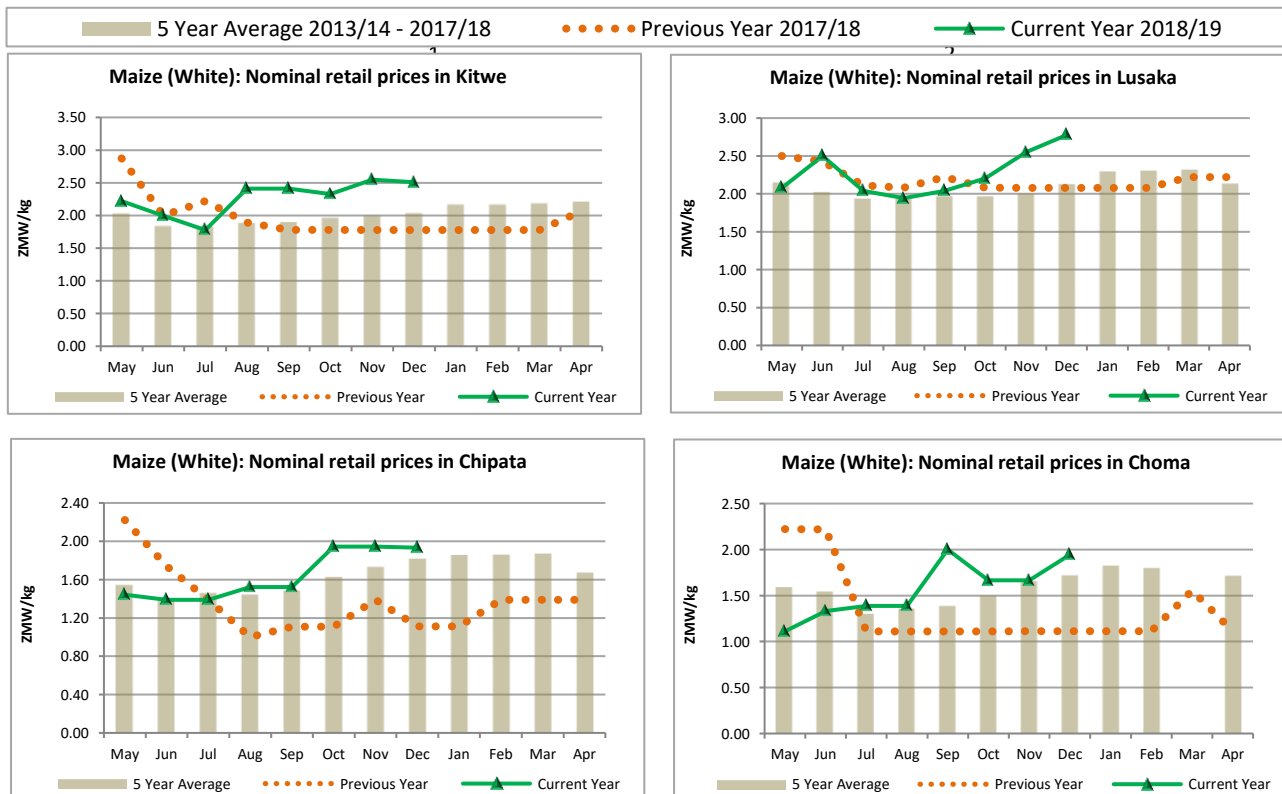 5 Year Average 2013/14 - 2017/18 Previous Year 2017/18 Current Year 2018/19
Maize (White): Nominal retail prices in Kitwe
ZMW/kg
3.50
3.00
2.50
2.00
1.50
1.00
0.50
0.00
May Jun Jul Aug Sep Oct Nov Dec Jan Feb Mar Apr
5 Year Average Previous Year Current Year
Maize (White): Nominal retail prices in Lusaka
ZMW/kg
3.00
2.50
2.00
1.50
1.00
0.50
0.00
May Jun Jul Aug Sep Oct Nov Dec Jan Feb Mar Apr
5 Year Average Previous Year Current Year
Maize (White): Nominal retail prices in Chipata
ZMW/kg
2.40
2.00
1.60
1.20
0.80
0.40
0.00
May Jun Jul Aug Sep Oct Nov Dec Jan Feb Mar Apr
5 Year Average Previous Year Current Year
Maize (White): Nominal retail prices in Choma
ZMW/kg
2.50
2.00
1.50
1.00
0.50
0.00
May Jun Jul Aug Sep Oct Nov Dec Jan Feb Mar Apr
5 Year Average Previous Year Current Year